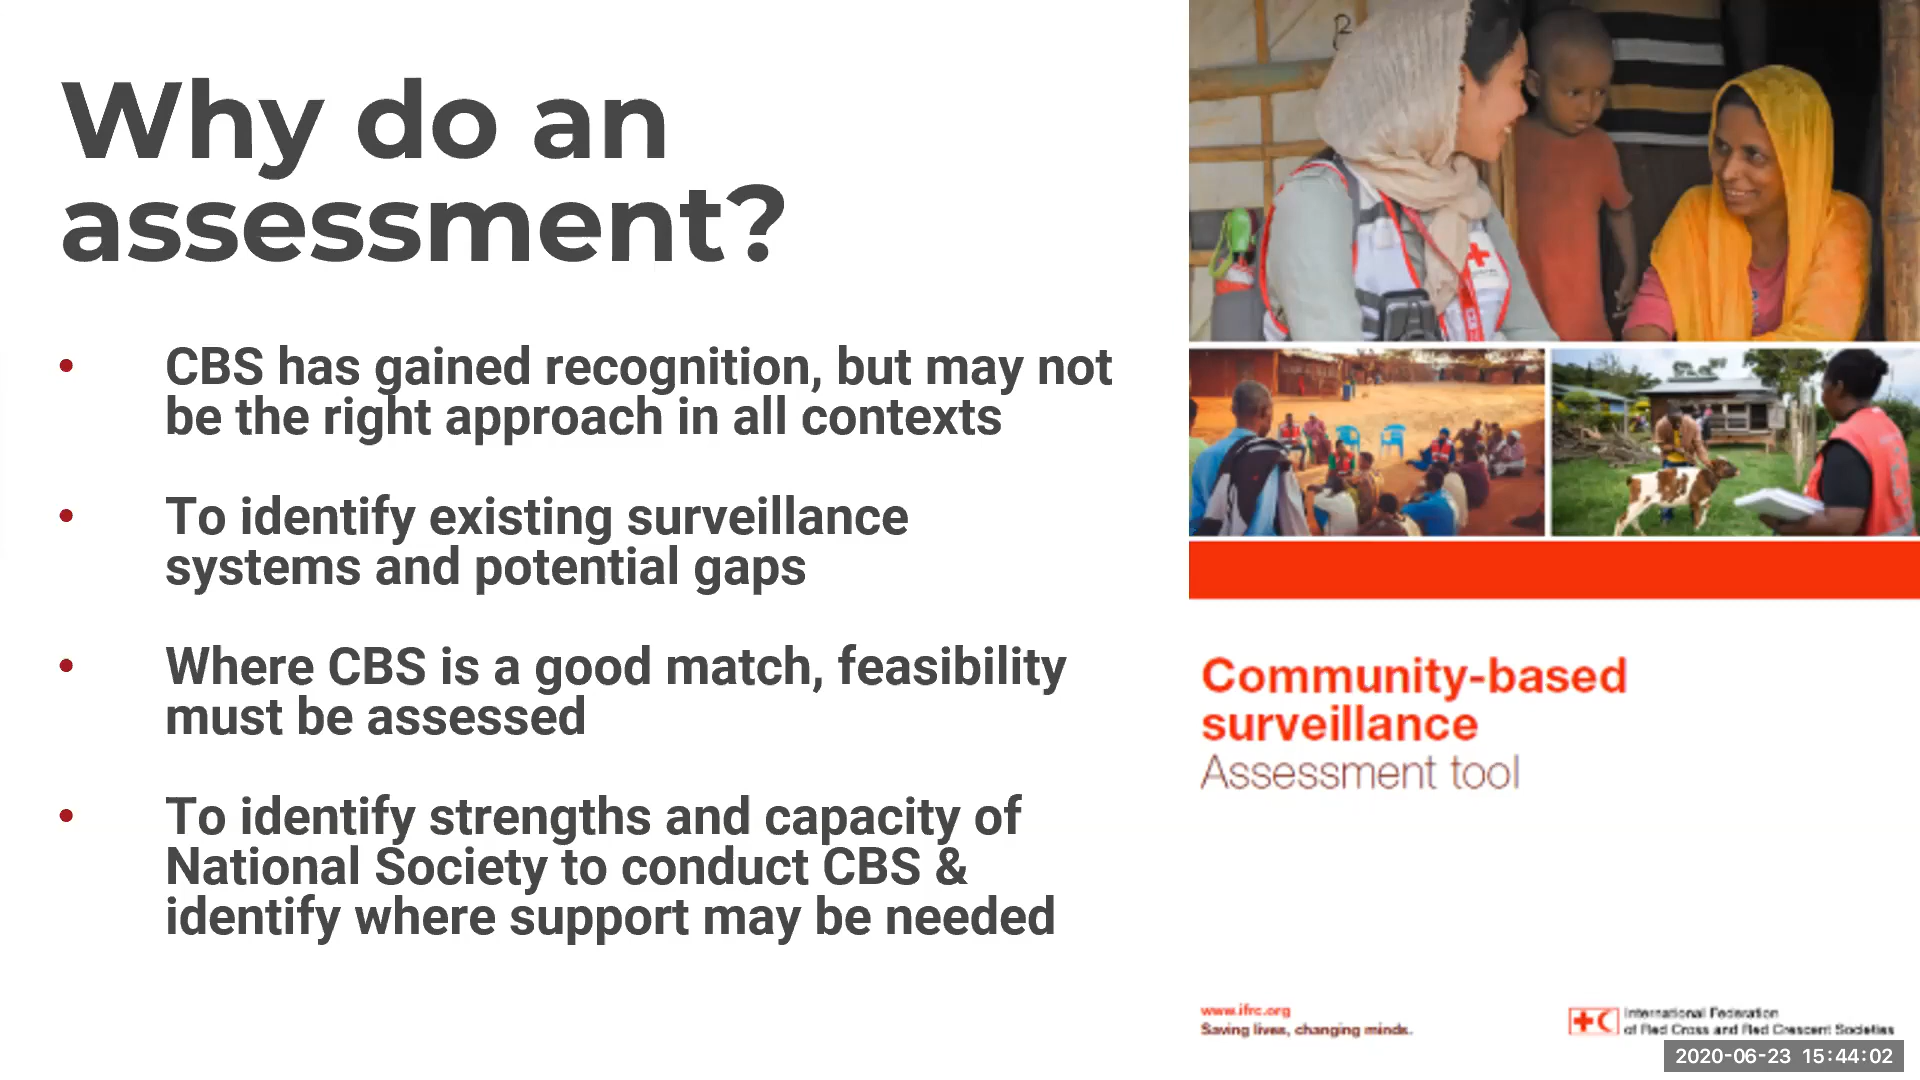 Why do an
assessment?
• CBS has gained recognition, but may not
be the right approach in all contexts
• To identify existing surveillance
systems and potential gaps
• Where CBS is a good match, feasibility
must be assessed
• To identify strengths and capacity of
National Society to conduct CBS &
identify where support may be needed
Community-based
surveillance
Assessment tool
www.ifrc.org
Saving lives, changing minds.
International Federation
of Red Cross and Red Crescent Societies
2020-06-23 15:44:02